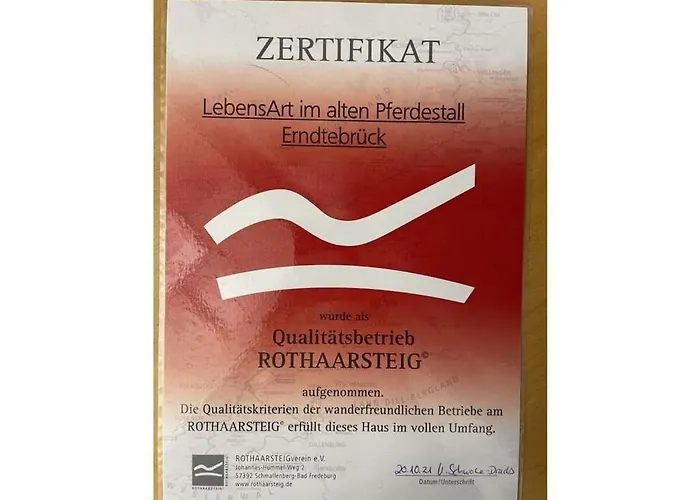 ZERTIFIKAT
LebensArt im alten Pferdestall
Erndtebrück
wurde als
Qualitätsbetrieb
ROTHAARSTEIG©
aufgenommen.
Die Qualitätskriterien der wanderfreundlichen Betriebe am
ROTHAARSTEIG© erfüllt dieses Haus im vollen Umfang.
ROTHAARSTEIGverein e.V.
Johannes-Hummel-Weg 2
57392 Schmallenberg-Bad Fredeburg
www.rothaarsteig.de
ROTHAARSTEIG
20.10.21
Datum/Unterschrift